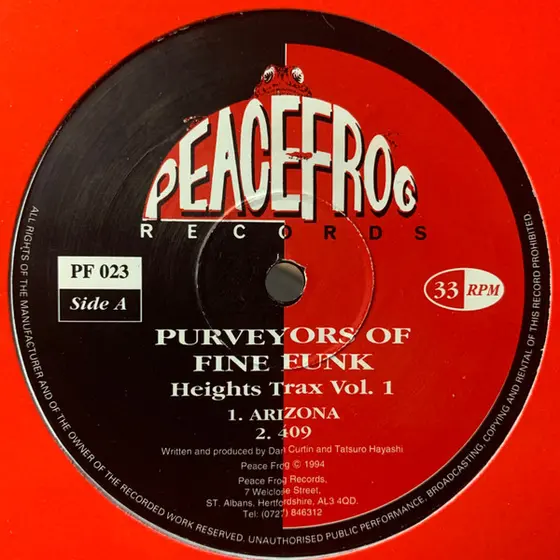 PEACEFROG
RECORDS
PF 023
Side A
33 RPM
PURVEYORS OF
FINE FUNK
Heights Trax Vol. 1
1. ARIZONA
2. 409
Written and produced by Dan Curtin and Tatsuro Hayashi
Peace Frog © 1994
Peace Frog Records,
7 Welclose Street,
ST. Albans, Hertfordshire, AL3 4QD.
Tel: (0727) 846312
ALL RIGHTS OF THE MANUFACTURER AND OF THE OWNER OF THE RECORDED WORK RESERVED. UNAUTHORISED PUBLIC PERFORMANCE, BROADCASTING, COPYING AND RENTAL OF THIS RECORD PROHIBITED.